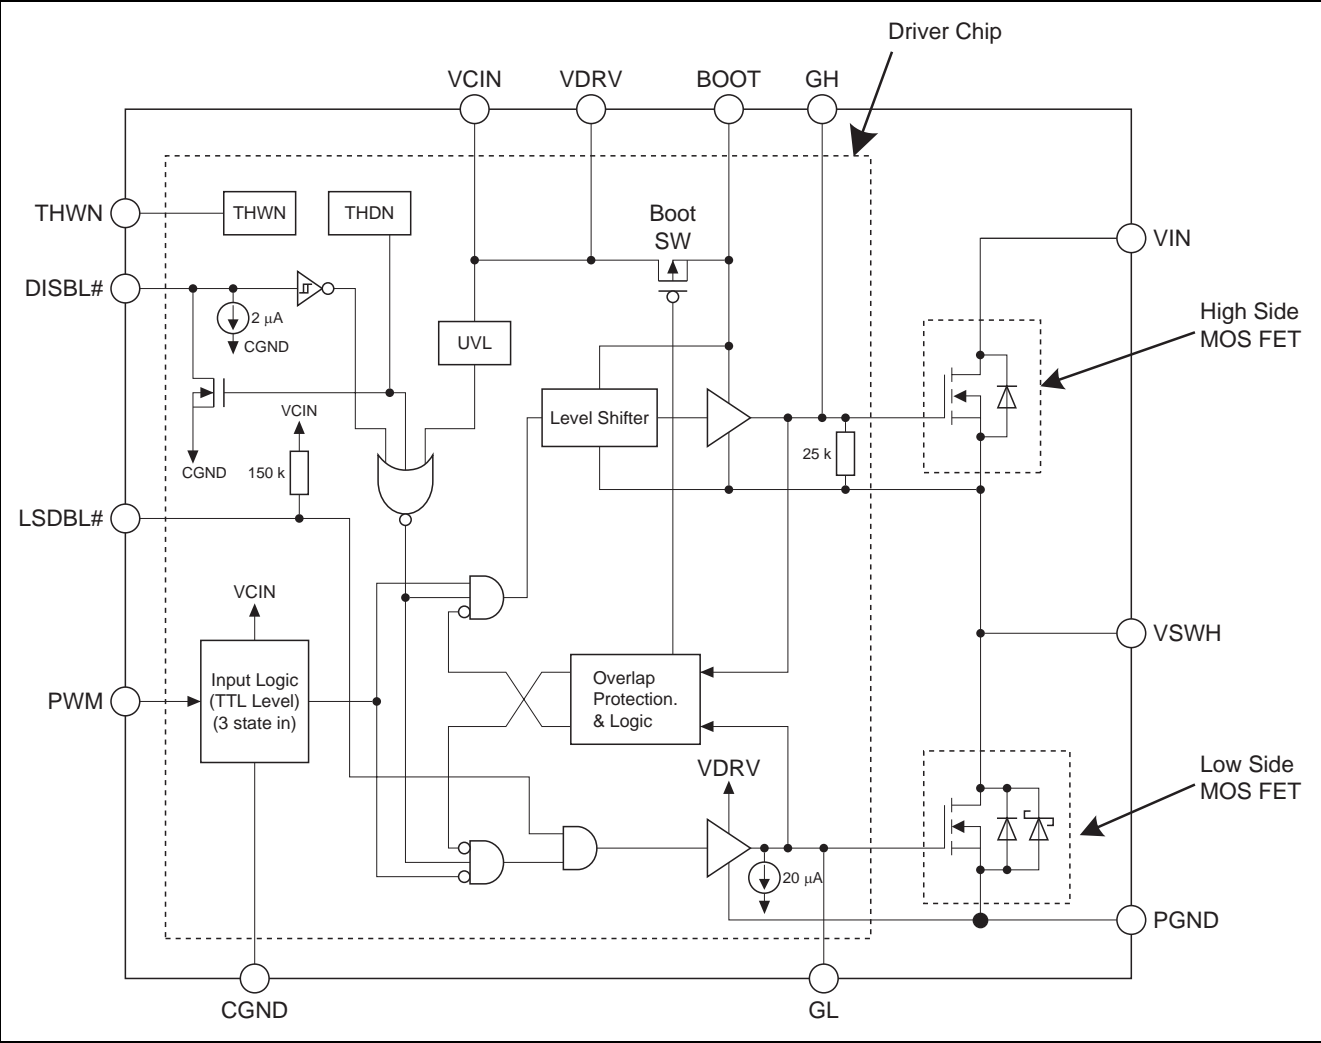 Driver Chip
VCIN
VDRV
BOOT
GH
THWN
THWN
THDN
Boot
SW
VIN
DISBL#
2 μA
CGND
UVL
High Side
MOS FET
VCIN
Level Shifter
CGND
150 k
25 k
LSDBL#
VCIN
VSWH
PWM
Input Logic
(TTL Level)
(3 state in)
Overlap
Protection.
& Logic
VDRV
Low Side
MOS FET
20 μA
PGND
CGND
GL